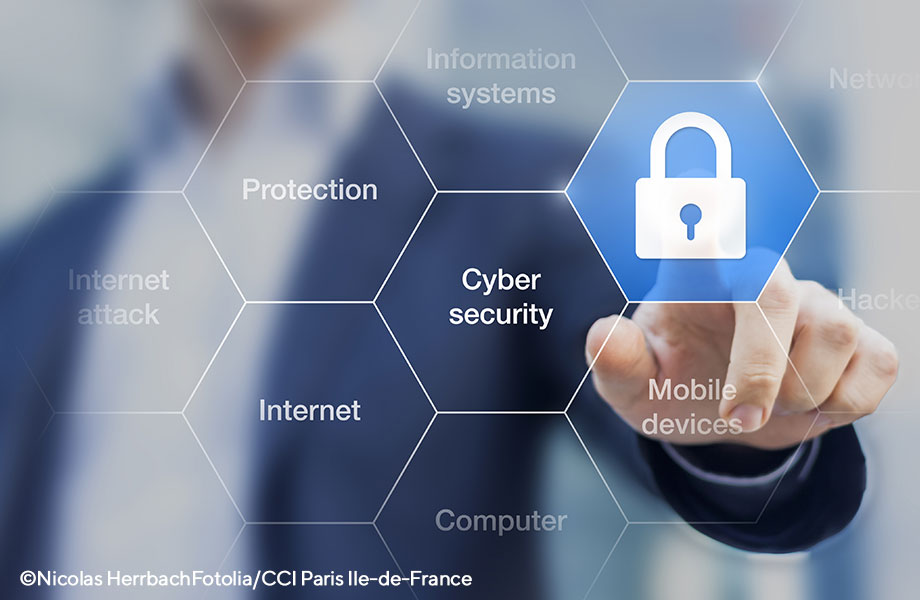 Information
systems
Protection
Cyber
security
Internet
attack
Internet
Mobile
devices
Computer
©Nicolas HerrbachFotolia/CCI Paris Ile-de-France